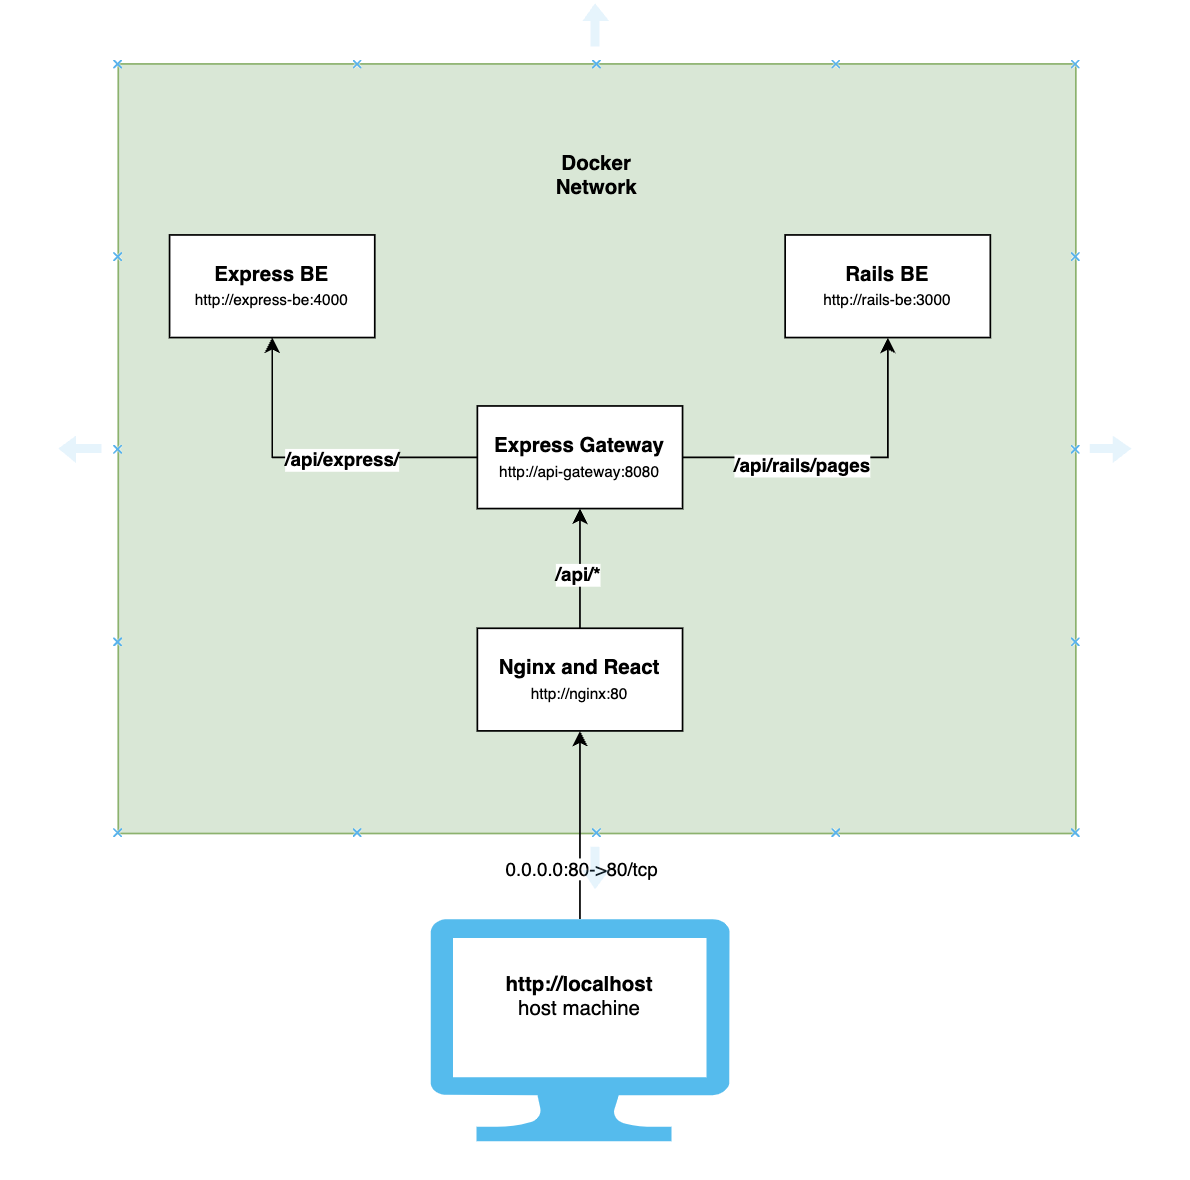 Docker
Network
Express BE
http://express-be:4000
Rails BE
http://rails-be:3000
Express Gateway
http://api-gateway:8080
/api/express/
/api/rails/pages
/api/*
Nginx and React
http://nginx:80
0.0.0.0:80->80/tcp
http://localhost
host machine